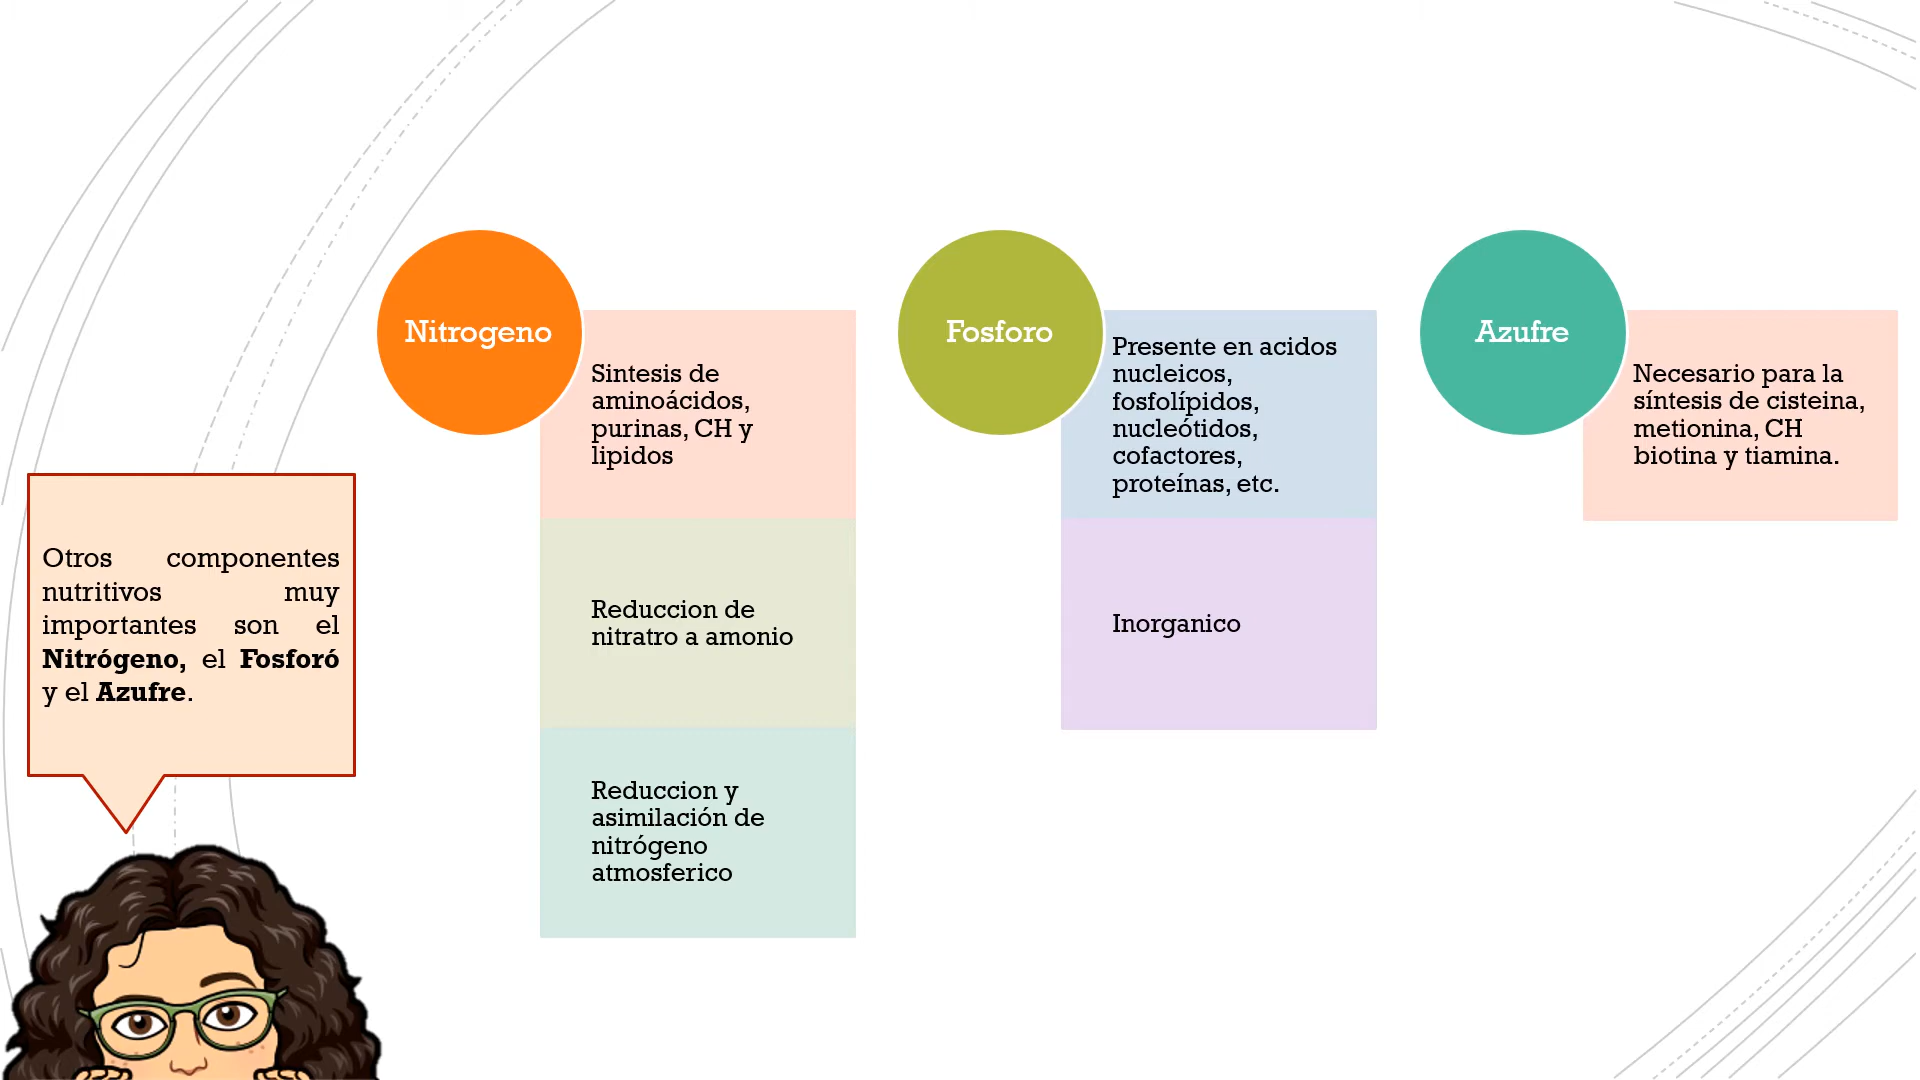 Otros componentes
nutritivos muy
importantes son el
Nitrógeno, el Fosforó
y el Azufre.
Nitrogeno
Sintesis de
aminoácidos,
purinas, CH y
lipidos
Reduccion de
nitratro a amonio
Reduccion y
asimilación de
nitrógeno
atmosferico
Fosforo
Presente en acidos
nucleicos,
fosfolípidos,
nucleótidos,
cofactores,
proteínas, etc.
Inorganico
Azufre
Necesario para la
síntesis de cisteina,
metionina, CH
biotina y tiamina.